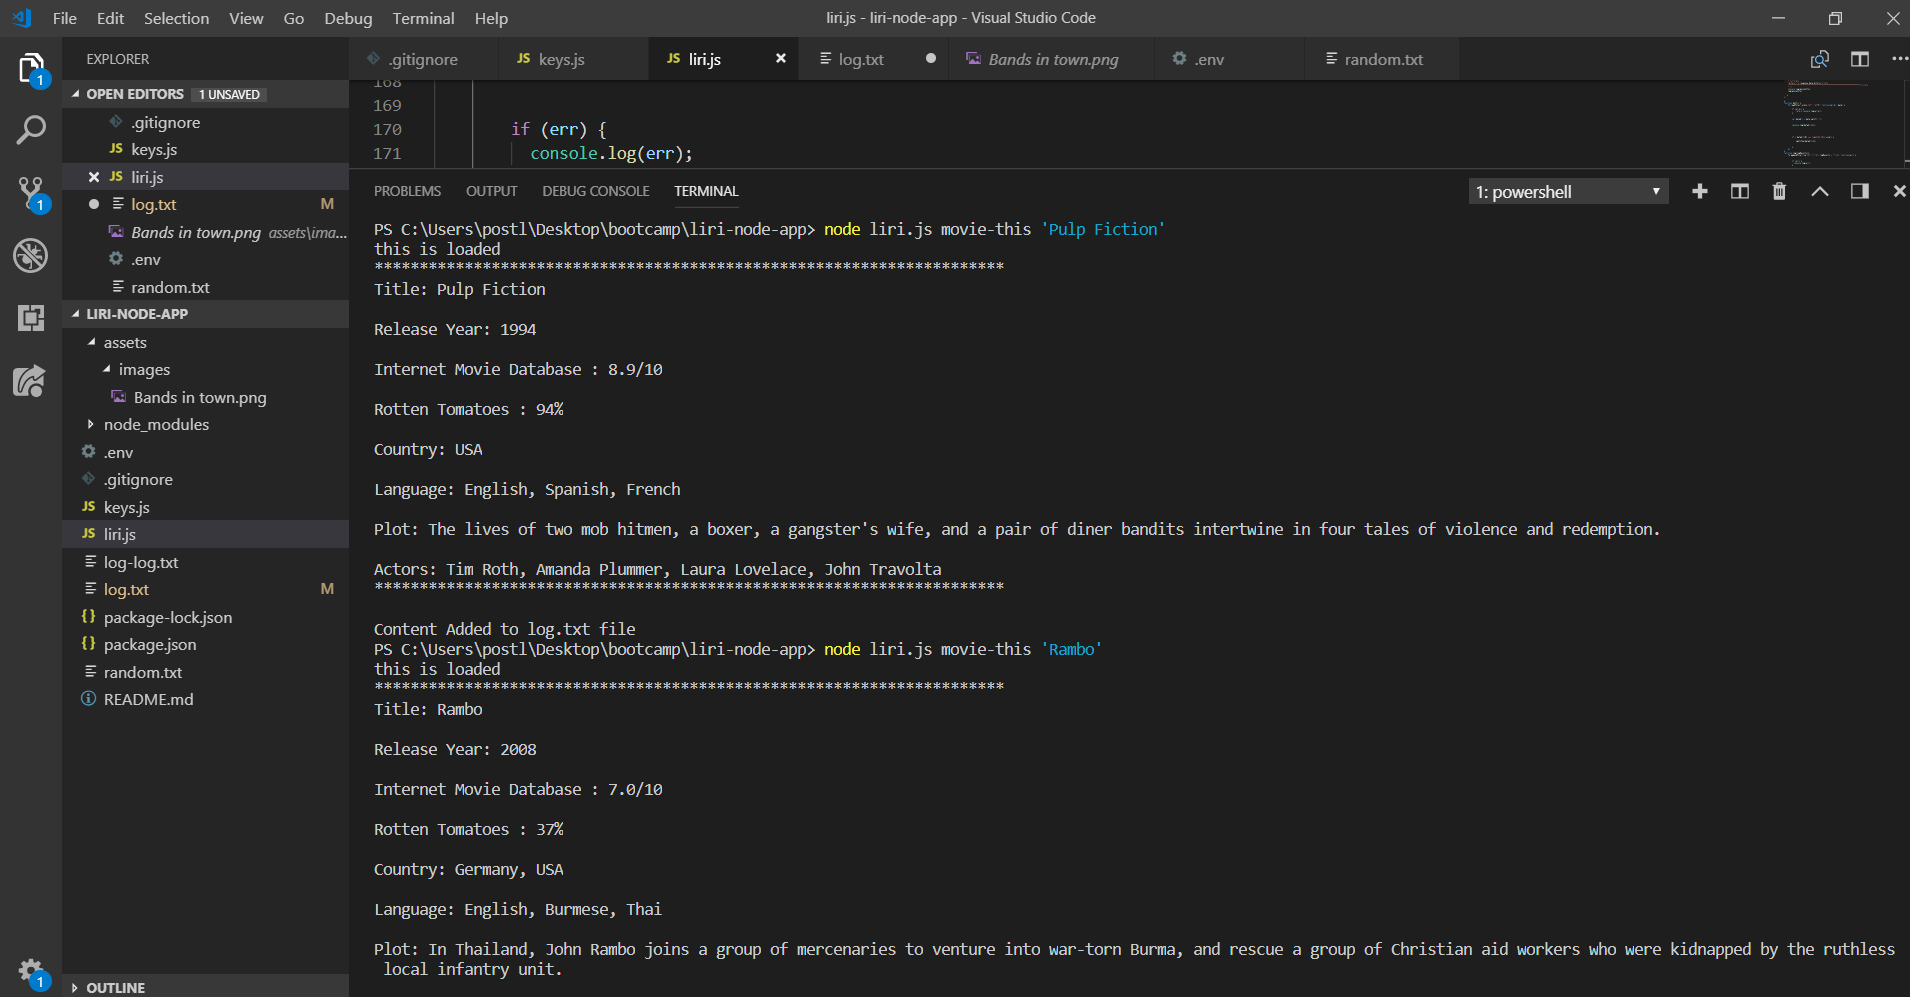 File Edit Selection View Go Debug Terminal Help
liri.js - liri-node-app - Visual Studio Code
EXPLORER
OPEN EDITORS 1 UNSAVED
.gitignore
JS keys.js
JS liri.js
log.txt M
Bands in town.png assets\ima...
.env
random.txt
LIRI-NODE-APP
assets
images
Bands in town.png
node_modules
.env
.gitignore
JS keys.js
JS liri.js
log-log.txt
log.txt M
{} package-lock.json
{} package.json
random.txt
README.md
OUTLINE
1
1
1
.gitignore JS keys.js JS liri.js log.txt Bands in town.png .env random.txt
168
169
170 if (err) {
171 console.log(err);
PROBLEMS OUTPUT DEBUG CONSOLE TERMINAL
1: powershell
PS C:\Users\postl\Desktop\bootcamp\liri-node-app> node liri.js movie-this 'Pulp Fiction'
this is loaded
**********************************************************************
Title: Pulp Fiction
Release Year: 1994
Internet Movie Database : 8.9/10
Rotten Tomatoes : 94%
Country: USA
Language: English, Spanish, French
Plot: The lives of two mob hitmen, a boxer, a gangster's wife, and a pair of diner bandits intertwine in four tales of violence and redemption.
Actors: Tim Roth, Amanda Plummer, Laura Lovelace, John Travolta
**********************************************************************
Content Added to log.txt file
PS C:\Users\postl\Desktop\bootcamp\liri-node-app> node liri.js movie-this 'Rambo'
this is loaded
**********************************************************************
Title: Rambo
Release Year: 2008
Internet Movie Database : 7.0/10
Rotten Tomatoes : 37%
Country: Germany, USA
Language: English, Burmese, Thai
Plot: In Thailand, John Rambo joins a group of mercenaries to venture into war-torn Burma, and rescue a group of Christian aid workers who were kidnapped by the ruthless
local infantry unit.